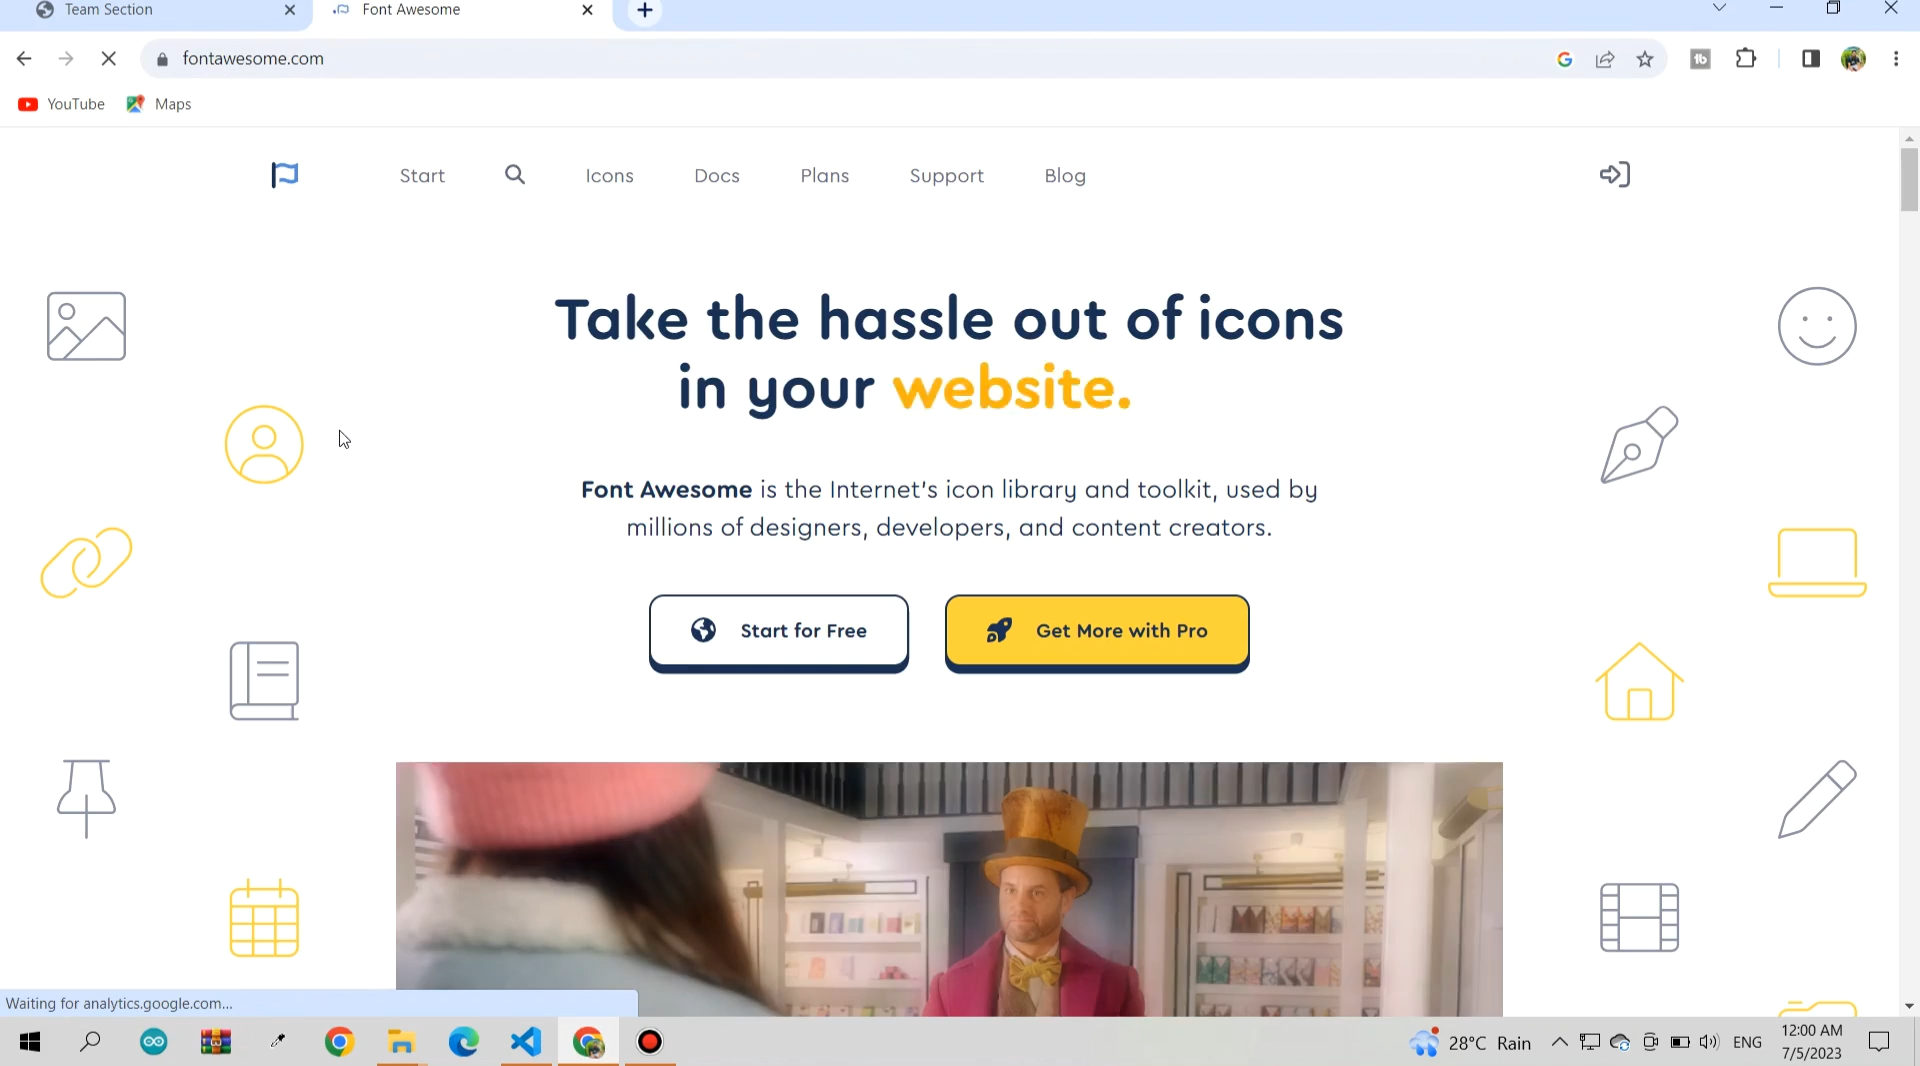 Team Section
Font Awesome
fontawesome.com
YouTube
Maps
Start
Icons
Docs
Plans
Support
Blog
Take the hassle out of icons
in your website.
Font Awesome is the Internet's icon library and toolkit, used by
millions of designers, developers, and content creators.
Start for Free
Get More with Pro
Waiting for analytics.google.com...
28°C Rain
ENG
12:00 AM
7/5/2023